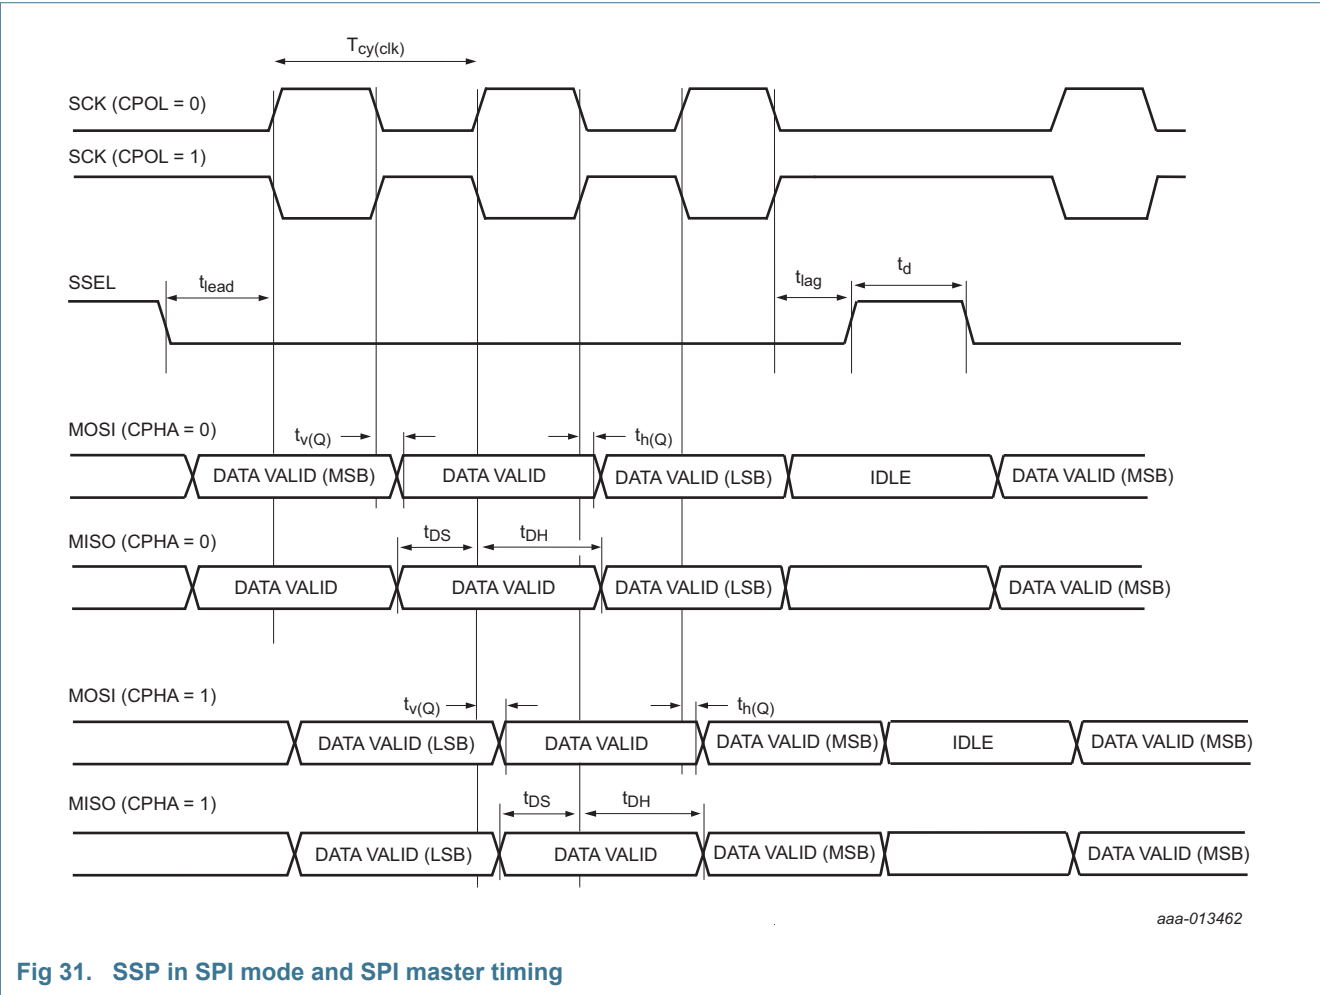 Tcy(clk)
SCK (CPOL = 0)
SCK (CPOL = 1)
SSEL
tlead
tlag
td
MOSI (CPHA = 0)
tv(Q)
th(Q)
DATA VALID (MSB)
DATA VALID
DATA VALID (LSB)
IDLE
DATA VALID (MSB)
MISO (CPHA = 0)
tDS
tDH
DATA VALID
DATA VALID
DATA VALID (LSB)
DATA VALID (MSB)
MOSI (CPHA = 1)
tv(Q)
th(Q)
DATA VALID (LSB)
DATA VALID
DATA VALID (MSB)
IDLE
DATA VALID (MSB)
MISO (CPHA = 1)
tDS
tDH
DATA VALID (LSB)
DATA VALID
DATA VALID (MSB)
DATA VALID (MSB)
aaa-013462
Fig 31. SSP in SPI mode and SPI master timing